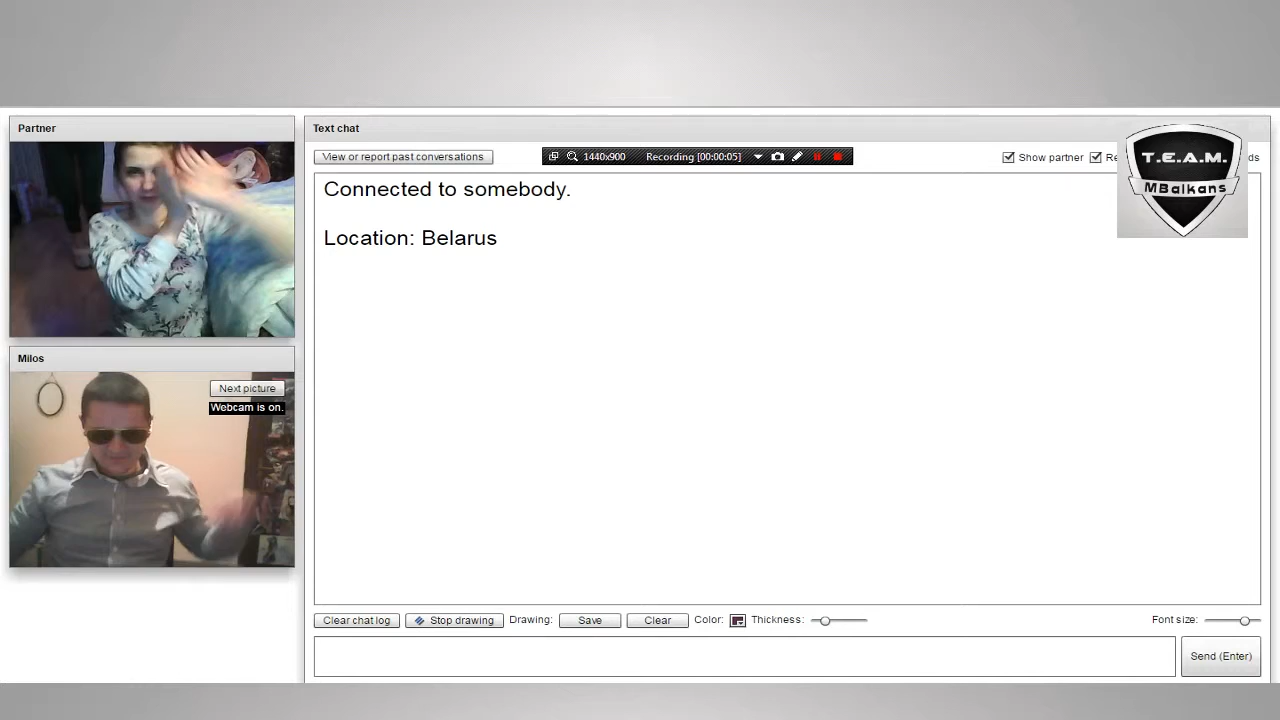 Partner
Text chat
View or report past conversations
1440x900
Recording [00:00:05]
Show partner
Re
ds
T.E.A.M.
MBalkans
Connected to somebody.
Location: Belarus
Milos
Next picture
Webcam is on.
Clear chat log
Stop drawing
Drawing:
Save
Clear
Color:
Thickness:
Font size:
Send (Enter)